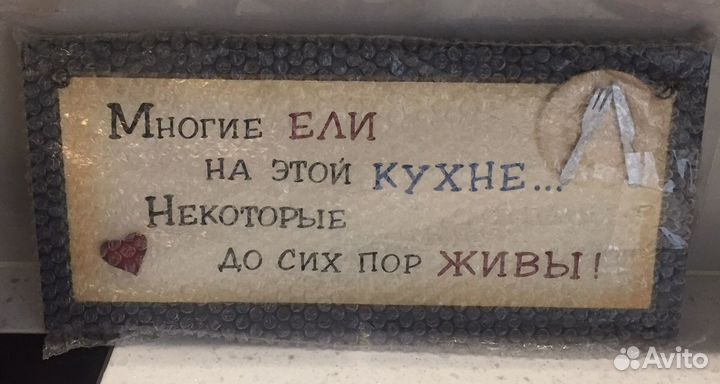 Многие ЕЛИ
на этой КУХНЕ...
Некоторые
до сих пор ЖИВЫ!
Avito